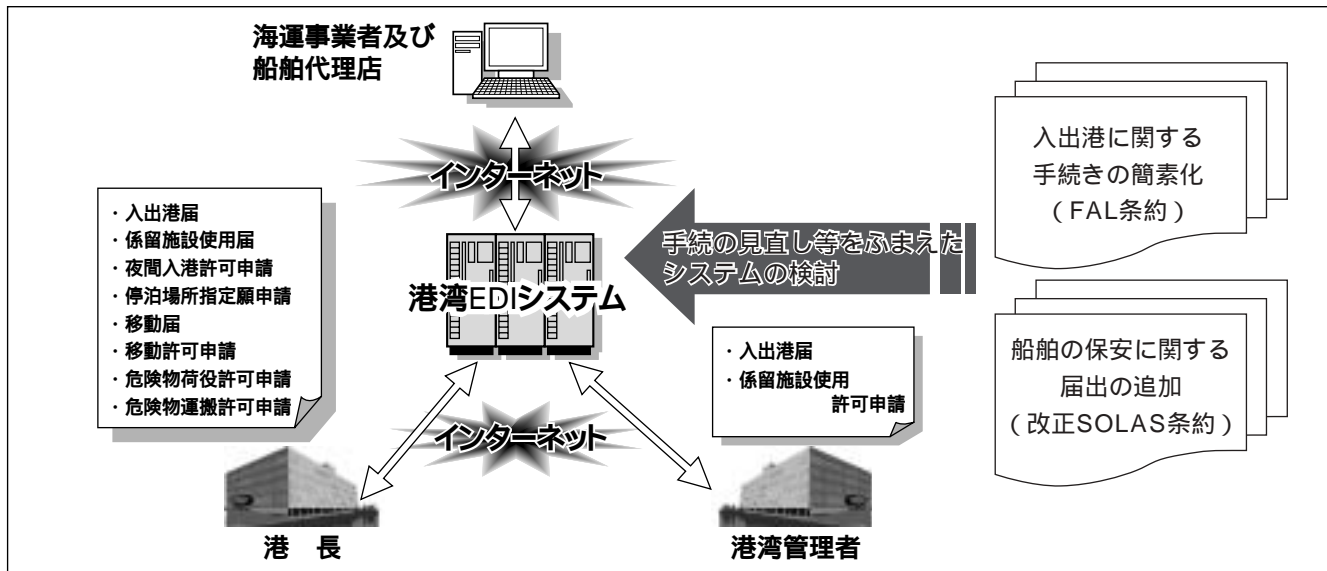 海運事業者及び
船舶代理店
インターネット
・入出港届
・係留施設使用届
・夜間入港許可申請
・停泊場所指定願申請
・移動届
・移動許可申請
・危険物荷役許可申請
・危険物運搬許可申請
港湾EDIシステム
手続の見直し等をふまえた
システムの検討
入出港に関する
手続きの簡素化
（FAL条約）
船舶の保安に関する
届出の追加
（改正SOLAS条約）
・入出港届
・係留施設使用
許可申請
インターネット
港　長
港湾管理者